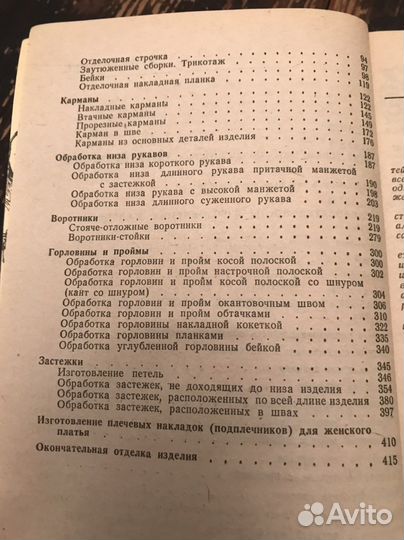 Отделочная строчка 94
Заутюженные сборки. Трикотаж 97
Бейки 98
Отделочная накладная планка 119
Карманы 122
Накладные карманы 122
Втачные карманы 145
Прорезные карманы 149
Карман в шве 172
Карманы из основных деталей изделия 176
Обработка низа рукавов 187
Обработка низа короткого рукава 187
Обработка низа длинного рукава притачной манжетой
с застежкой 190
Обработка низа рукава с высокой манжетой 198
Обработка низа длинного суженного рукава 203
Воротники 219
Стояче-отложные воротники 219
Воротники-стойки 279
Горловины и проймы 300
Обработка горловин и пройм косой полоской 300
Обработка горловин и пройм настрочной полоской 302
Обработка горловин и пройм косой полоской со шнуром
(кант со шнуром) 304
Обработка горловин и пройм окантовочным швом 306
Обработка горловин и пройм обтачками 310
Обработка горловины накладной кокеткой 322
Обработка горловины планками 335
Обработка углубленной горловины бейкой 340
Застежки 345
Изготовление петель 346
Обработка застежек, не доходящих до низа изделия 354
Обработка застежек, расположенных по всей длине изделия 380
Обработка застежек, расположенных в швах 397
Изготовление плечевых накладок (подплечников) для женского
платья 410
Окончательная отделка изделия 415
Avito